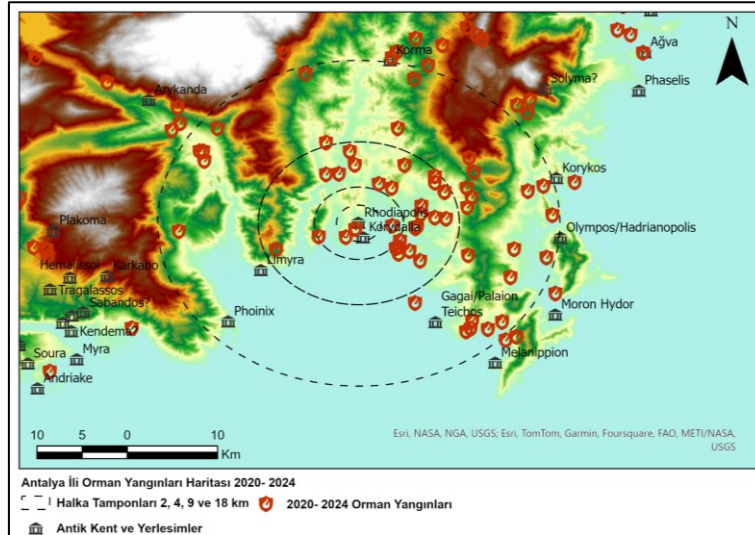 N
Korma
Ağva
Arykanda
Solyma?
Phaselis
Korykos
Rhodiapolis
Korydalla
Plakoma
Olympos/Hadrianopolis
Hemalissoi
Karkabo
Limyra
Tragalassos
Sabandos?
Gagai/Palaion
Teichos
Phoinix
Moron Hydor
Kendema?
Soura
Myra
Melanippion
Andriake
10 5 0 10
Km
Esri, NASA, NGA, USGS; Esri, TomTom, Garmin, Foursquare, FAO, METI/NASA,
USGS
Antalya İli Orman Yangınları Haritası 2020- 2024
Halka Tamponları 2, 4, 9 ve 18 km
2020- 2024 Orman Yangınları
Antik Kent ve Yerlesimler